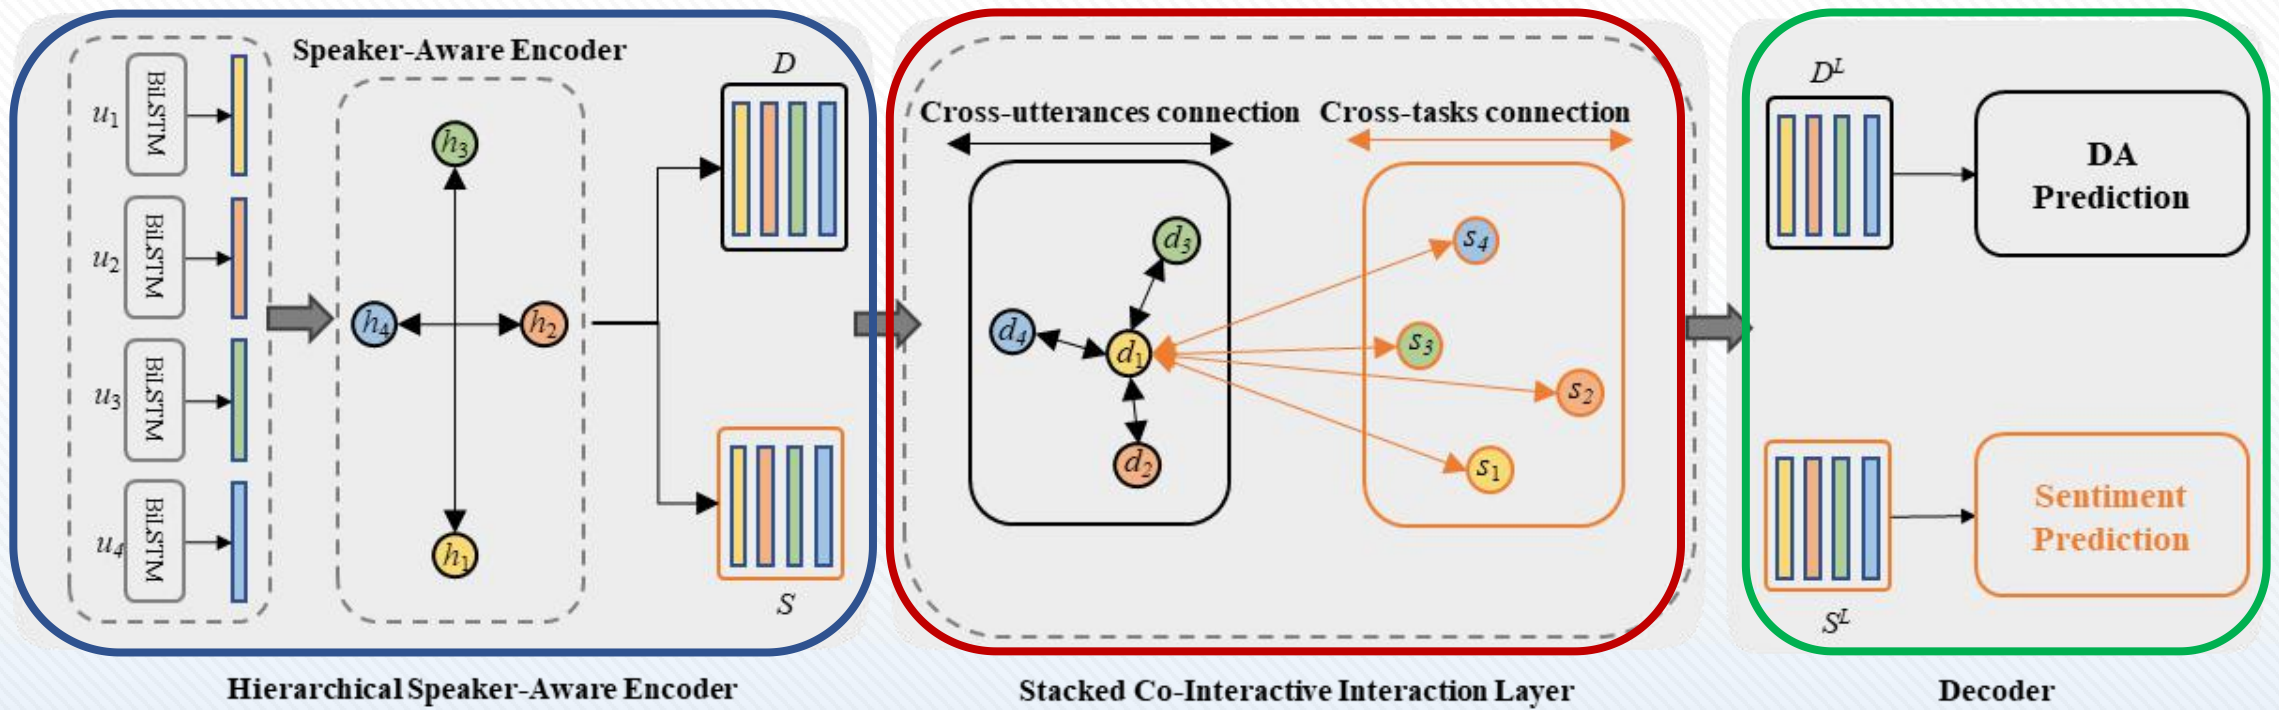 Speaker-Aware Encoder
u1
BiLSTM
u2
BiLSTM
u3
BiLSTM
u4
BiLSTM
h3
h4
h2
h1
D
S
Cross-utterances connection
Cross-tasks connection
d3
d4
d1
d2
s4
s3
s2
s1
D^L
DA
Prediction
Sentiment
Prediction
S^L
Hierarchical Speaker-Aware Encoder
Stacked Co-Interactive Interaction Layer
Decoder